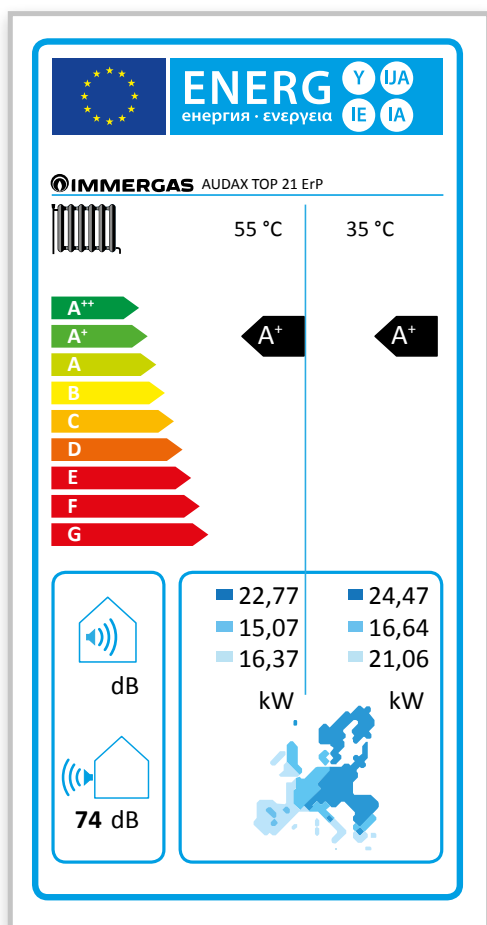 ENERG
енергия · ενεργεια
Y IJA
IE IA
IMMERGAS AUDAX TOP 21 ErP
55 °C 35 °C
A++
A+ A+ A+
A
B
C
D
E
F
G
22,77 24,47
15,07 16,64
16,37 21,06
dB
kW kW
74 dB